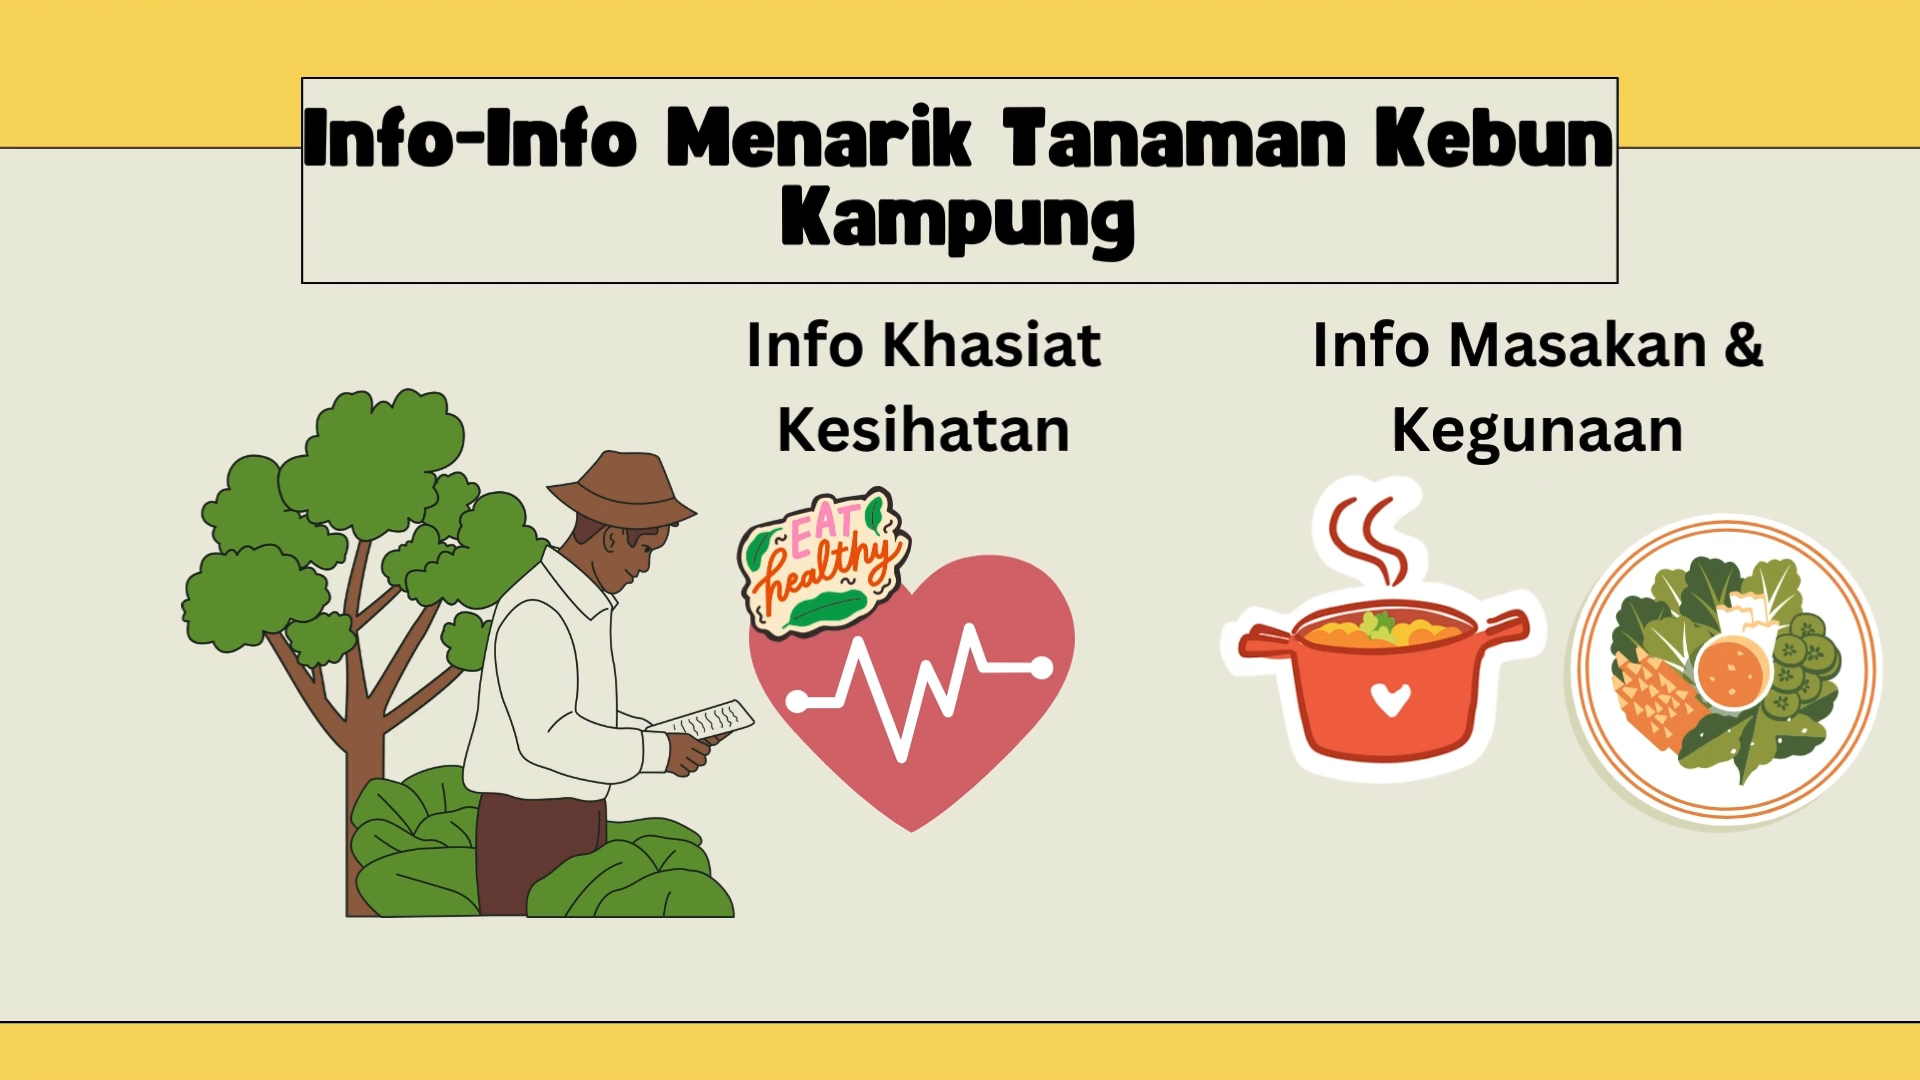 Info-Info Menarik Tanaman Kebun
Kampung
Info Khasiat
Kesihatan
Info Masakan &
Kegunaan
EAT
healthy